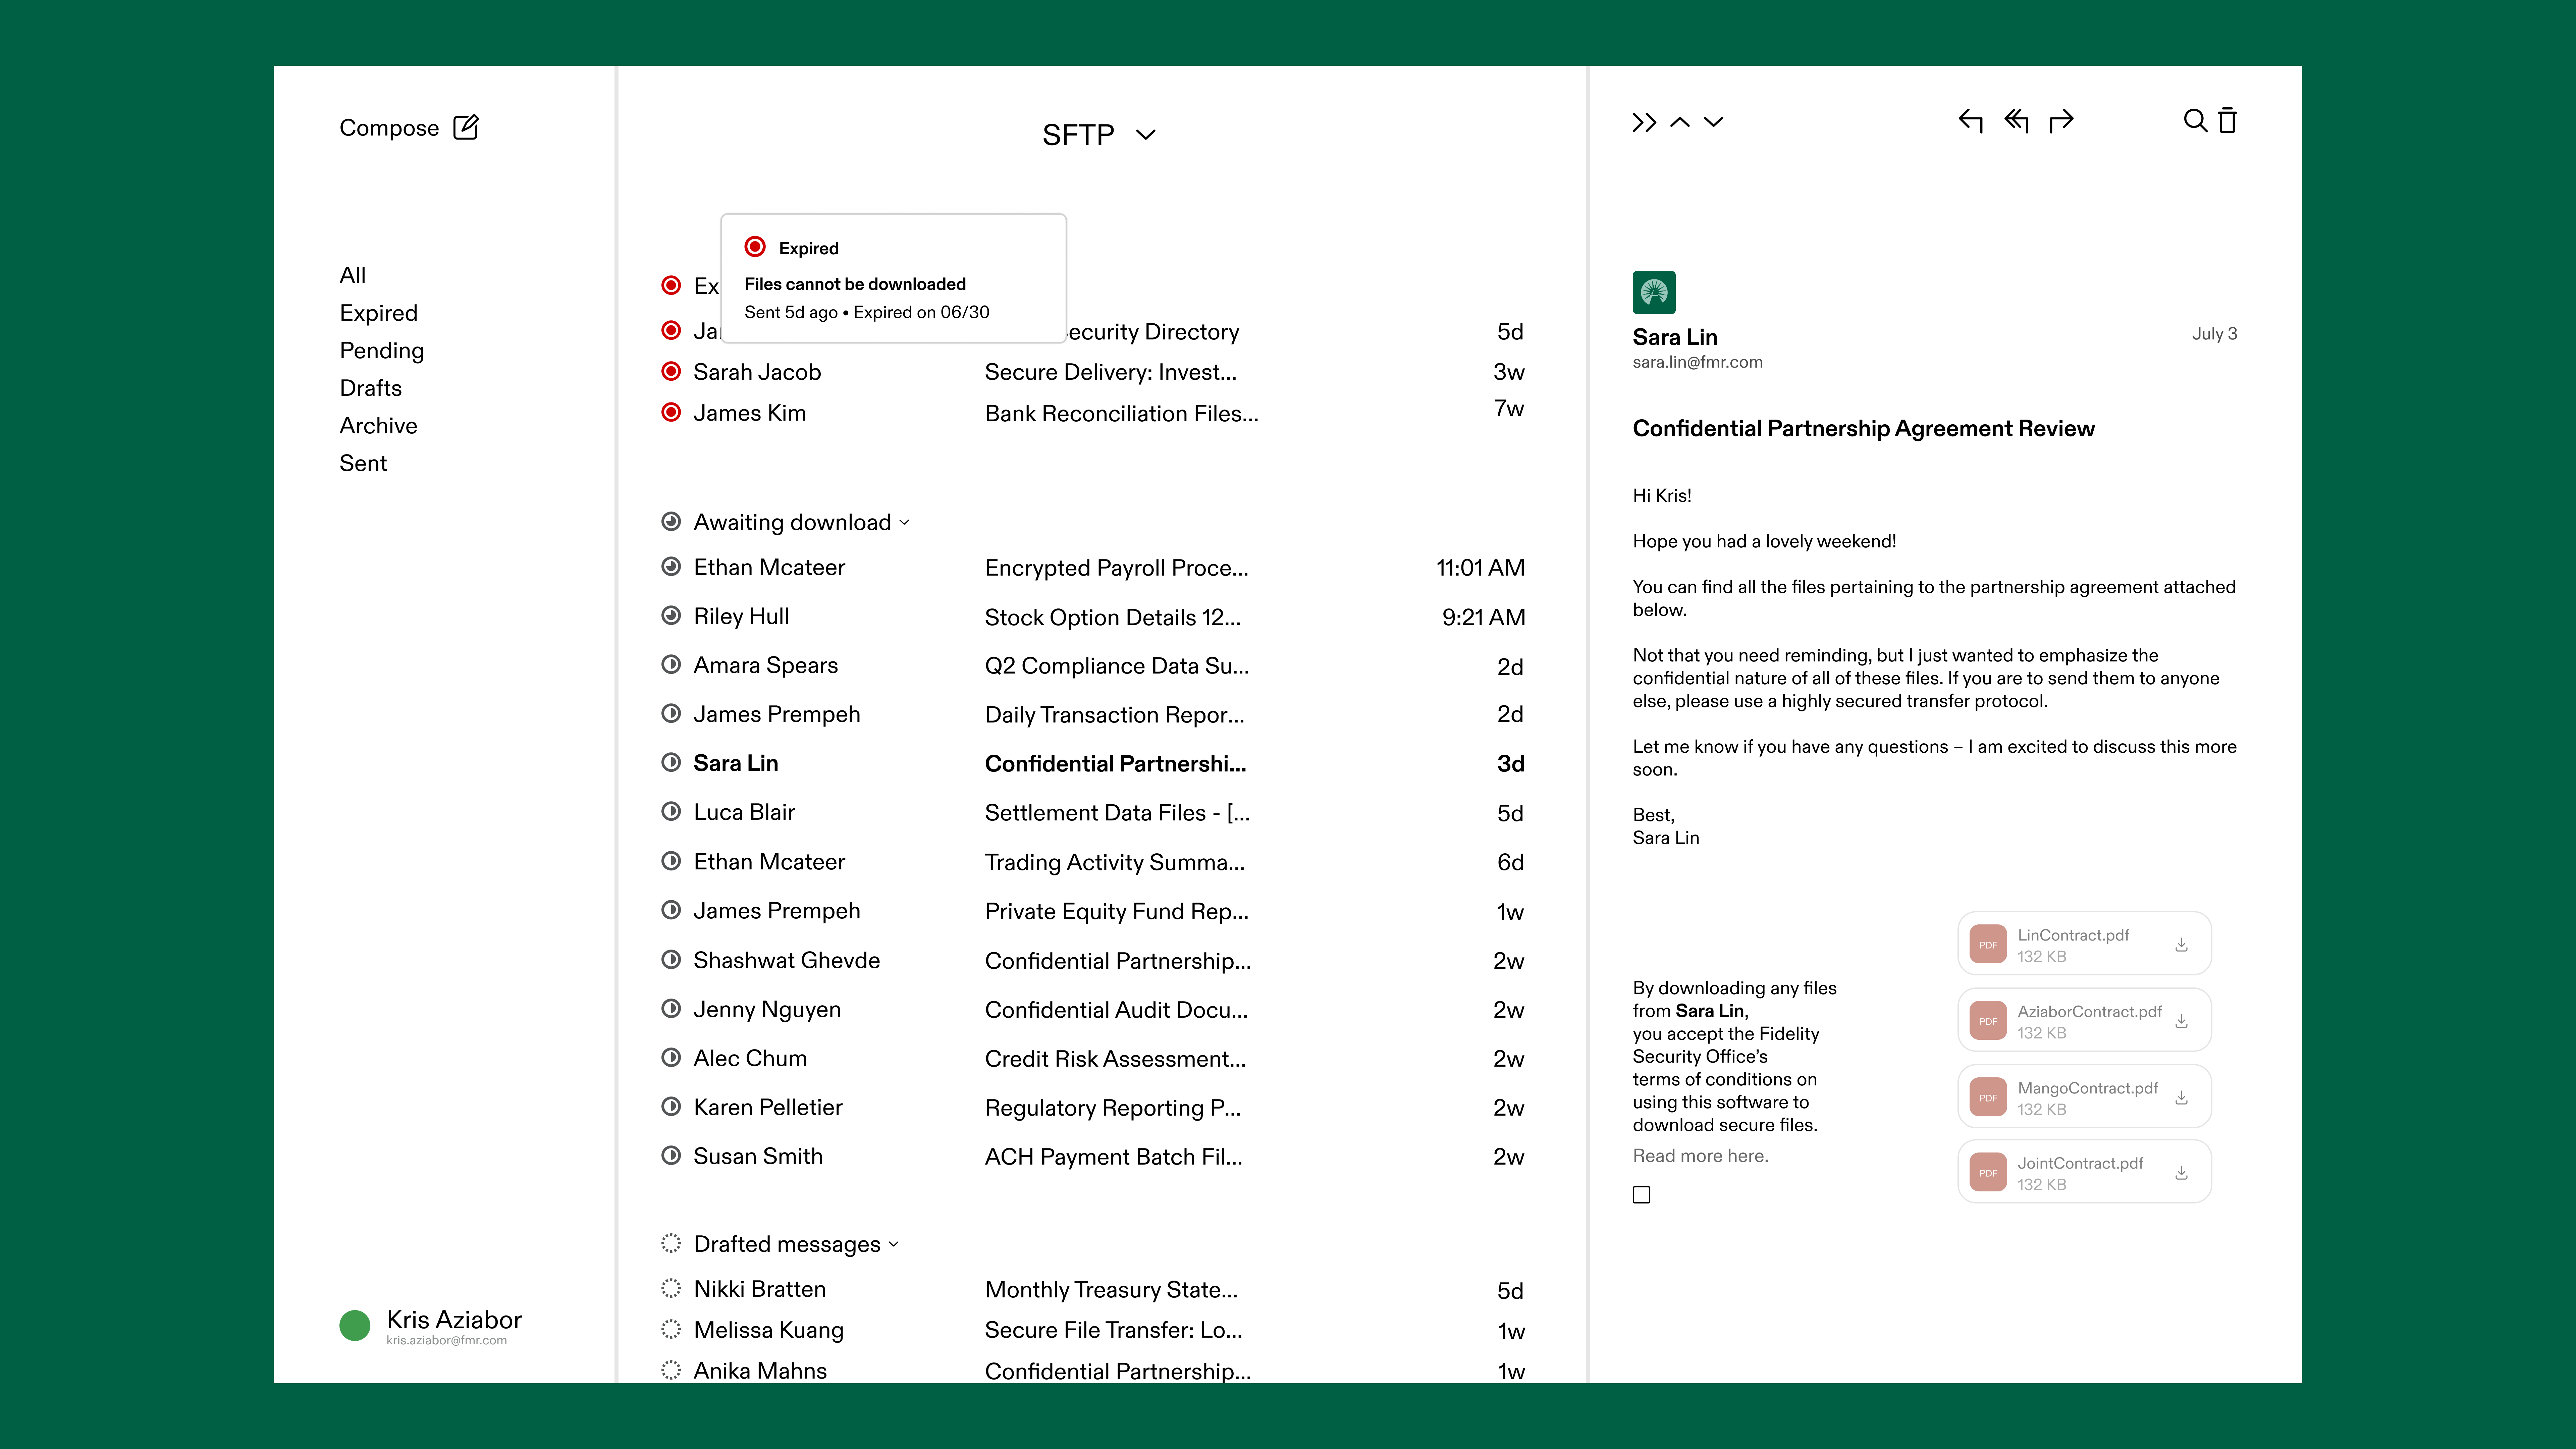 Compose
All
Expired
Pending
Drafts
Archive
Sent
Kris Aziabor
kris.aziabor@fmr.com
SFTP
Expired
Files cannot be downloaded
Sent 5d ago • Expired on 06/30
5d
Sarah Jacob Secure Delivery: Invest... 3w
James Kim Bank Reconciliation Files... 7w
Awaiting download
Ethan Mcateer Encrypted Payroll Proce... 11:01 AM
Riley Hull Stock Option Details 12... 9:21 AM
Amara Spears Q2 Compliance Data Su... 2d
James Prempeh Daily Transaction Repor... 2d
Sara Lin Confidential Partnershi... 3d
Luca Blair Settlement Data Files - [... 5d
Ethan Mcateer Trading Activity Summa... 6d
James Prempeh Private Equity Fund Rep... 1w
Shashwat Ghevde Confidential Partnership... 2w
Jenny Nguyen Confidential Audit Docu... 2w
Alec Chum Credit Risk Assessment... 2w
Karen Pelletier Regulatory Reporting P... 2w
Susan Smith ACH Payment Batch Fil... 2w
Drafted messages
Nikki Bratten Monthly Treasury State... 5d
Melissa Kuang Secure File Transfer: Lo... 1w
Anika Mahns Confidential Partnership... 1w
Sara Lin July 3
sara.lin@fmr.com
Confidential Partnership Agreement Review
Hi Kris!
Hope you had a lovely weekend!
You can find all the files pertaining to the partnership agreement attached
below.
Not that you need reminding, but I just wanted to emphasize the
confidential nature of all of these files. If you are to send them to anyone
else, please use a highly secured transfer protocol.
Let me know if you have any questions – I am excited to discuss this more
soon.
Best,
Sara Lin
By downloading any files
from Sara Lin,
you accept the Fidelity
Security Office's
terms of conditions on
using this software to
download secure files.
Read more here.
PDF LinContract.pdf
132 KB
PDF AziaborContract.pdf
132 KB
PDF MangoContract.pdf
132 KB
PDF JointContract.pdf
132 KB